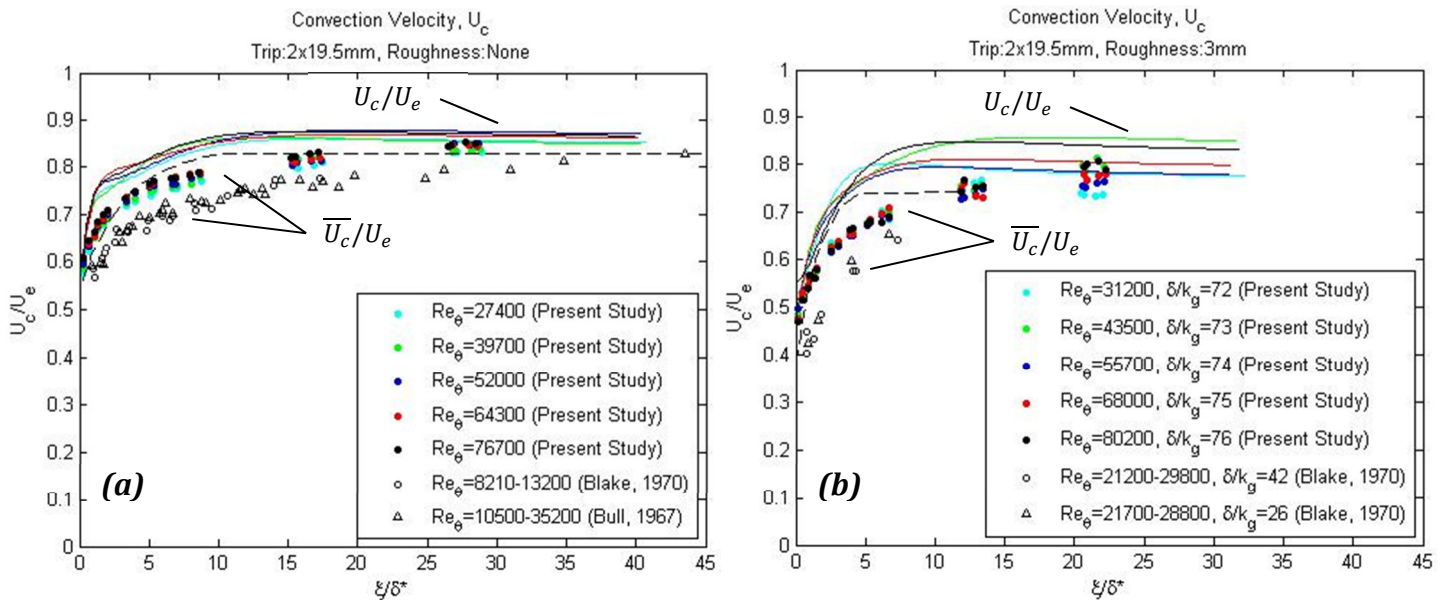 Convection Velocity, U_c
Trip:2x19.5mm, Roughness:None
1
0.9
0.8
0.7
0.6
0.5
0.4
0.3
0.2
0.1
0
U_c/U_e
U_c/U_e
\overline{U_c}/U_e
Re_θ=27400 (Present Study)
Re_θ=39700 (Present Study)
Re_θ=52000 (Present Study)
Re_θ=64300 (Present Study)
Re_θ=76700 (Present Study)
Re_θ=8210-13200 (Blake, 1970)
Re_θ=10500-35200 (Bull, 1967)
(a)
0 5 10 15 20 25 30 35 40 45
ξ/δ*
Convection Velocity, U_c
Trip:2x19.5mm, Roughness:3mm
1
0.9
0.8
0.7
0.6
0.5
0.4
0.3
0.2
0.1
0
U_c/U_e
U_c/U_e
\overline{U_c}/U_e
Re_θ=31200, δ/k_g=72 (Present Study)
Re_θ=43500, δ/k_g=73 (Present Study)
Re_θ=55700, δ/k_g=74 (Present Study)
Re_θ=68000, δ/k_g=75 (Present Study)
Re_θ=80200, δ/k_g=76 (Present Study)
Re_θ=21200-29800, δ/k_g=42 (Blake, 1970)
Re_θ=21700-28800, δ/k_g=26 (Blake, 1970)
(b)
0 5 10 15 20 25 30 35 40 45
ξ/δ*